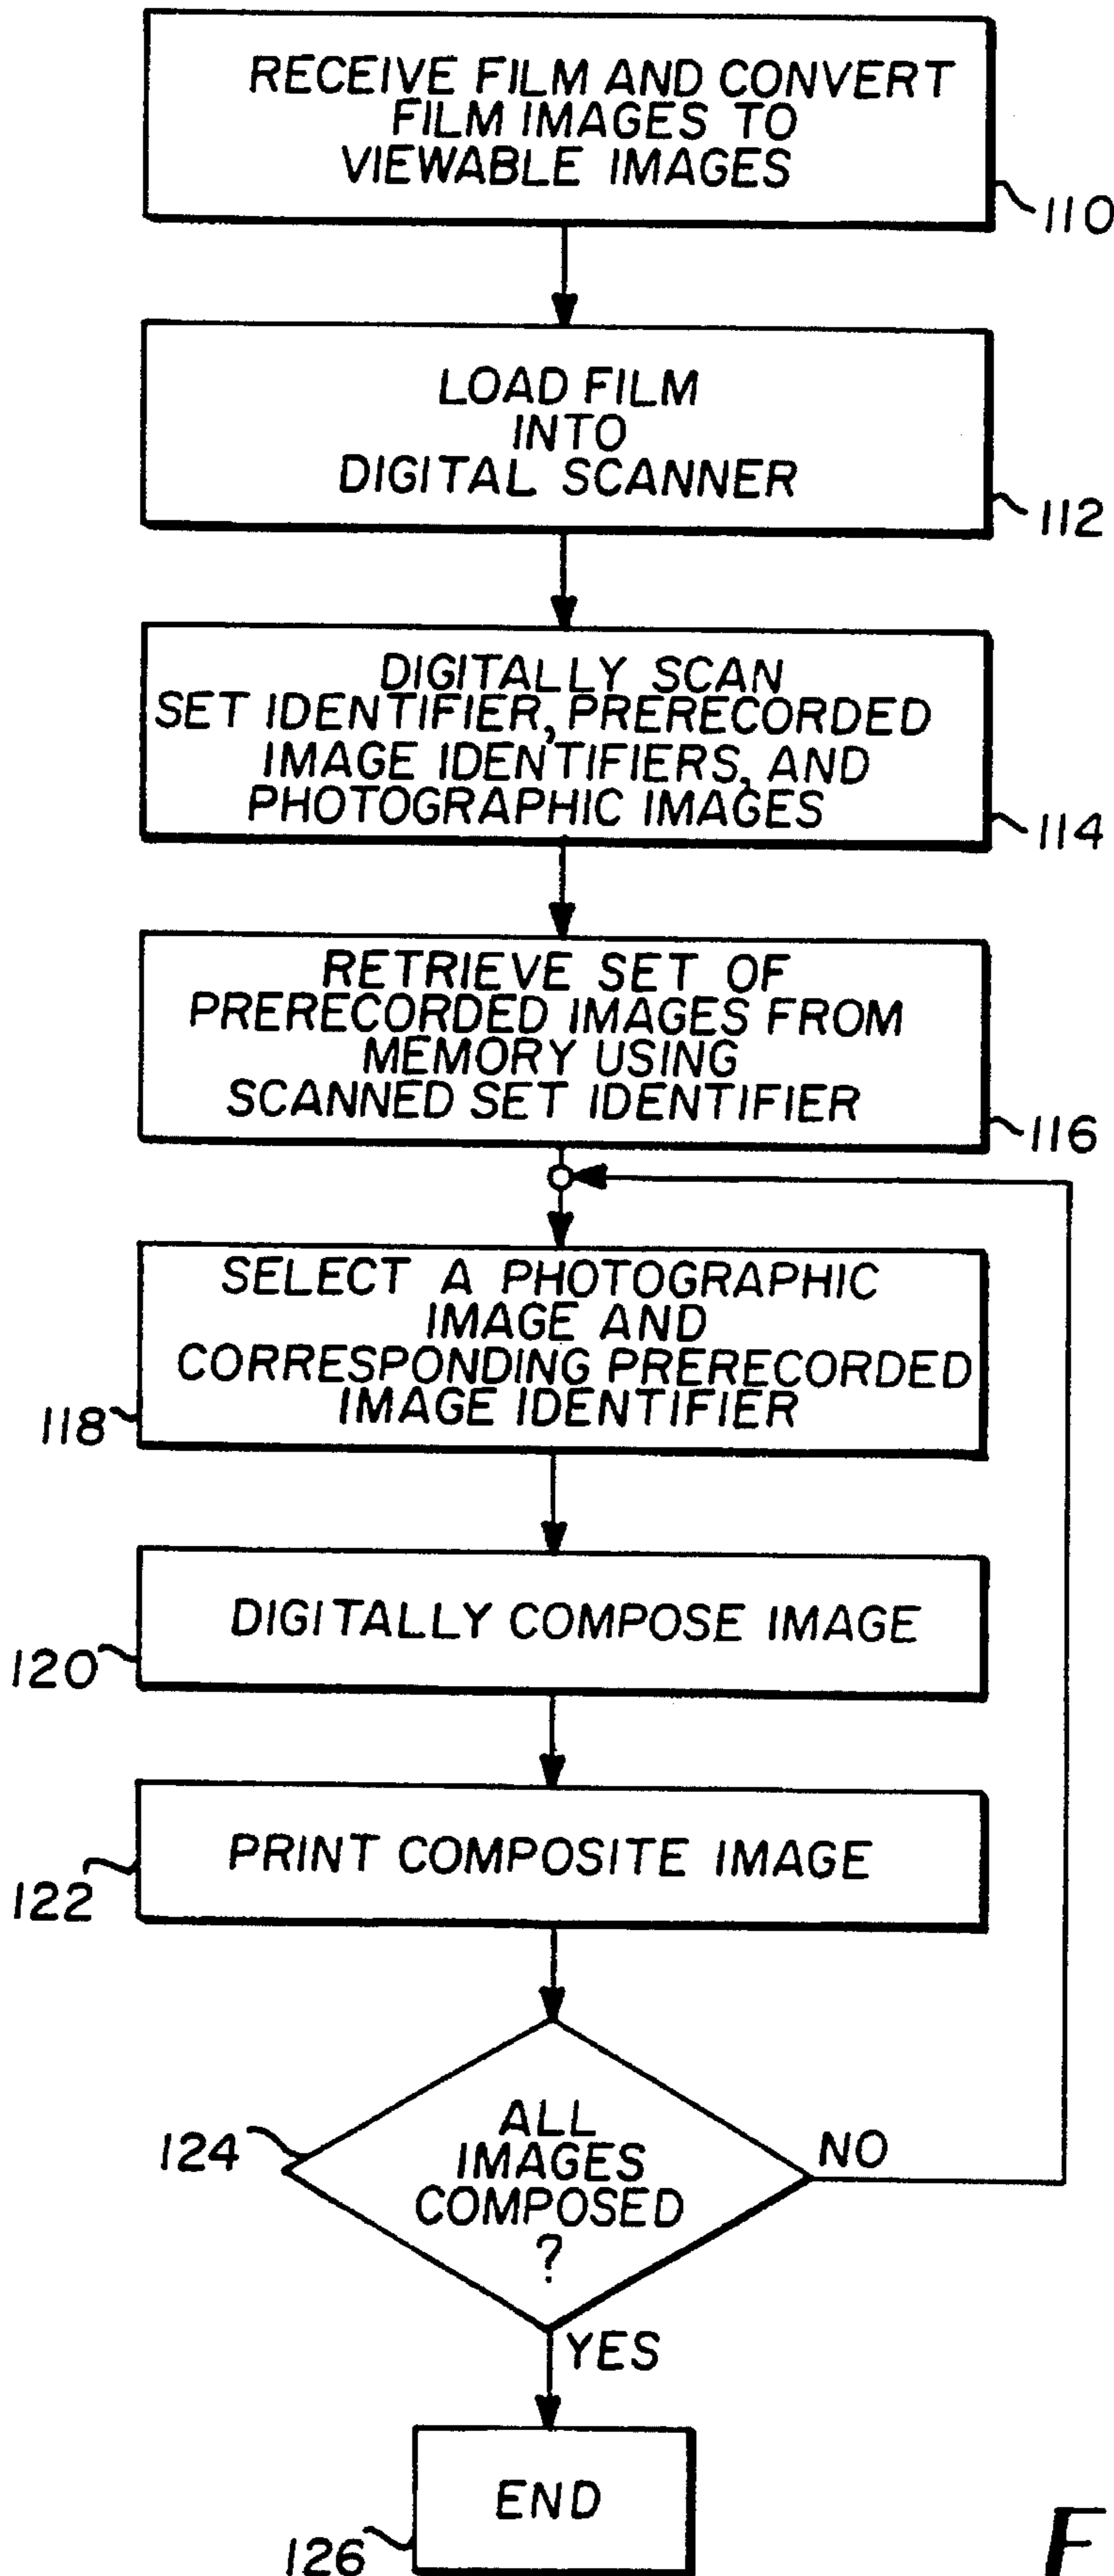 RECEIVE FILM AND CONVERT
FILM IMAGES TO
VIEWABLE IMAGES
110
LOAD FILM
INTO
DIGITAL SCANNER
112
DIGITALLY SCAN
SET IDENTIFIER, PRERECORDED
IMAGE IDENTIFIERS, AND
PHOTOGRAPHIC IMAGES
114
RETRIEVE SET OF
PRERECORDED IMAGES FROM
MEMORY USING
SCANNED SET IDENTIFIER
116
SELECT A PHOTOGRAPHIC
IMAGE AND
CORRESPONDING PRERECORDED
IMAGE IDENTIFIER
118
DIGITALLY COMPOSE IMAGE
120
PRINT COMPOSITE IMAGE
122
ALL
IMAGES
COMPOSED
?
124
NO
YES
END
126